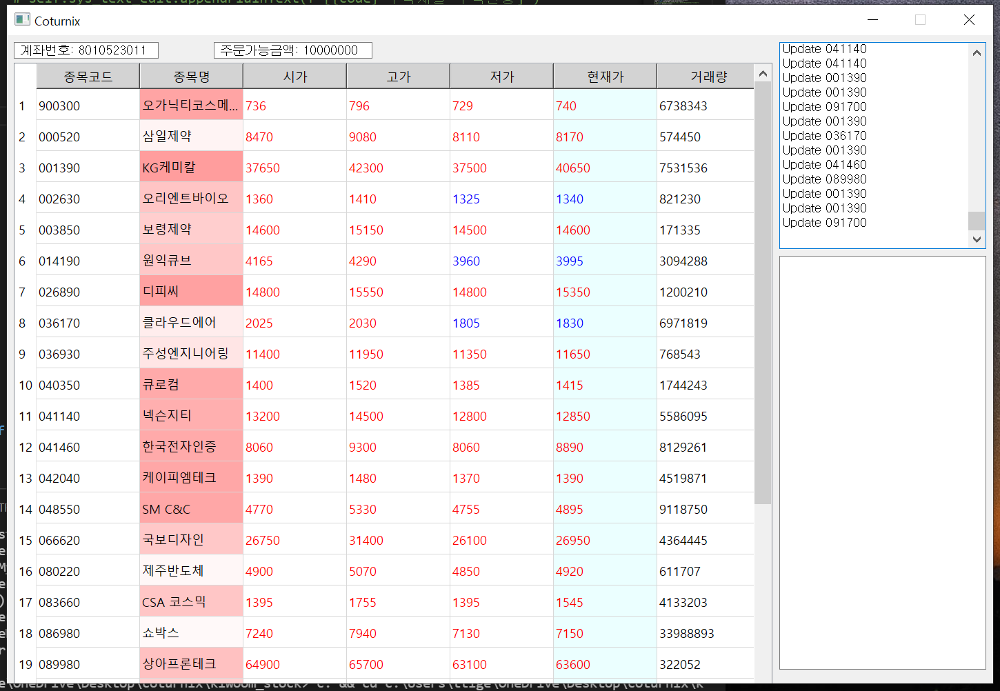 Coturnix
계좌번호: 8010523011 주문가능금액: 10000000
종목코드 종목명 시가 고가 저가 현재가 거래량
1 900300 오가닉티코스메... 736 796 729 740 6738343
2 000520 삼일제약 8470 9080 8110 8170 574450
3 001390 KG케미칼 37650 42300 37500 40650 7531536
4 002630 오리엔트바이오 1360 1410 1325 1340 821230
5 003850 보령제약 14600 15150 14500 14600 171335
6 014190 원익큐브 4165 4290 3960 3995 3094288
7 026890 디피씨 14800 15550 14800 15350 1200210
8 036170 클라우드에어 2025 2030 1805 1830 6971819
9 036930 주성엔지니어링 11400 11950 11350 11650 768543
10 040350 큐로컴 1400 1520 1385 1415 1744243
11 041140 넥슨지티 13200 14500 12800 12850 5586095
12 041460 한국전자인증 8060 9300 8060 8890 8129261
13 042040 케이피엠테크 1390 1480 1370 1390 4519871
14 048550 SM C&C 4770 5330 4755 4895 9118750
15 066620 국보디자인 26750 31400 26100 26950 4364445
16 080220 제주반도체 4900 5070 4850 4920 611707
17 083660 CSA 코스믹 1395 1755 1395 1545 4133203
18 086980 쇼박스 7240 7940 7130 7150 33988893
19 089980 상아프론테크 64900 65700 63100 63600 322052
Update 041140
Update 041140
Update 001390
Update 001390
Update 091700
Update 001390
Update 036170
Update 001390
Update 041460
Update 089980
Update 001390
Update 001390
Update 091700